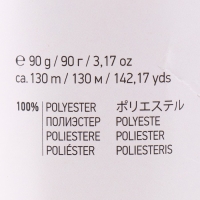 ℮ 90 g / 90 г / 3,17 oz
ca. 130 m / 130 м / 142,17 yds
100% POLYESTER ポリエステル
ПОЛИЭСТЕР POLYESTE
POLIESTERE POLIESTER
POLIÉSTER POLIESTERIS